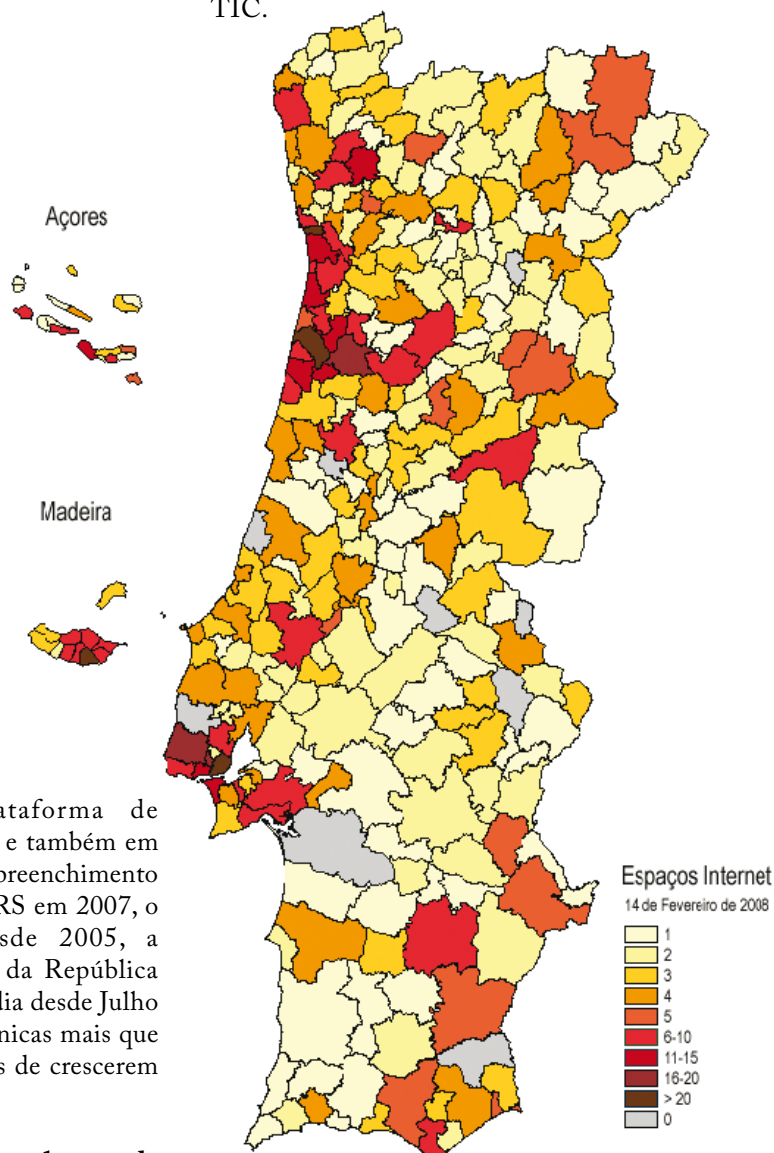 TIC.
Açores
Madeira
ataforma de
e também em
preenchimento
RS em 2007, o
sde 2005, a
da República
dia desde Julho
nicas mais que
s de crescerem
Espaços Internet
14 de Fevereiro de 2008
1
2
3
4
5
6-10
11-15
16-20
> 20
0